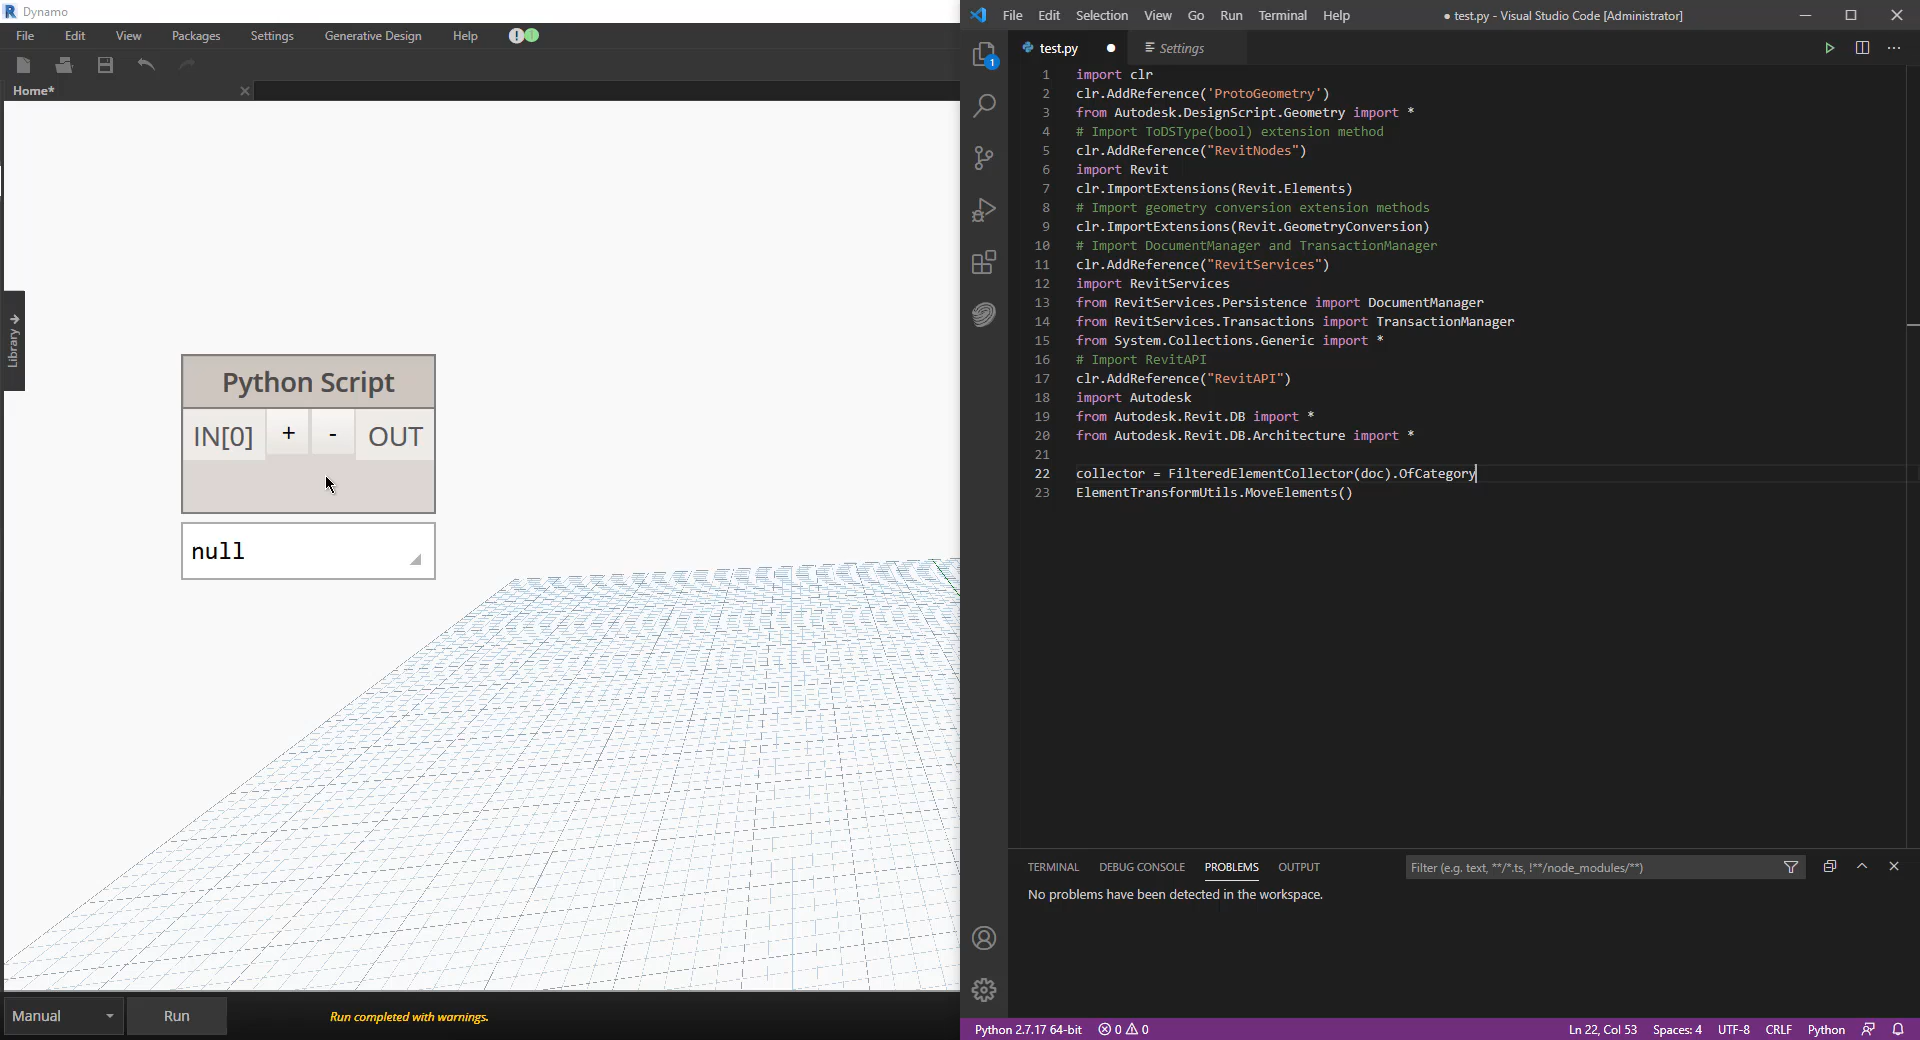 Dynamo
File Edit View Packages Settings Generative Design Help
Home*
Library
Python Script
IN[0] + - OUT
null
Manual Run Run completed with warnings.
File Edit Selection View Go Run Terminal Help ● test.py - Visual Studio Code [Administrator]
test.py Settings
1 import clr
2 clr.AddReference('ProtoGeometry')
3 from Autodesk.DesignScript.Geometry import *
4 # Import ToDSType(bool) extension method
5 clr.AddReference("RevitNodes")
6 import Revit
7 clr.ImportExtensions(Revit.Elements)
8 # Import geometry conversion extension methods
9 clr.ImportExtensions(Revit.GeometryConversion)
10 # Import DocumentManager and TransactionManager
11 clr.AddReference("RevitServices")
12 import RevitServices
13 from RevitServices.Persistence import DocumentManager
14 from RevitServices.Transactions import TransactionManager
15 from System.Collections.Generic import *
16 # Import RevitAPI
17 clr.AddReference("RevitAPI")
18 import Autodesk
19 from Autodesk.Revit.DB import *
20 from Autodesk.Revit.DB.Architecture import *
21
22 collector = FilteredElementCollector(doc).OfCategory
23 ElementTransformUtils.MoveElements()
1
TERMINAL DEBUG CONSOLE PROBLEMS OUTPUT Filter (e.g. text, **/*.ts, !**/node_modules/**)
No problems have been detected in the workspace.
Python 2.7.17 64-bit 0 0 Ln 22, Col 53 Spaces: 4 UTF-8 CRLF Python